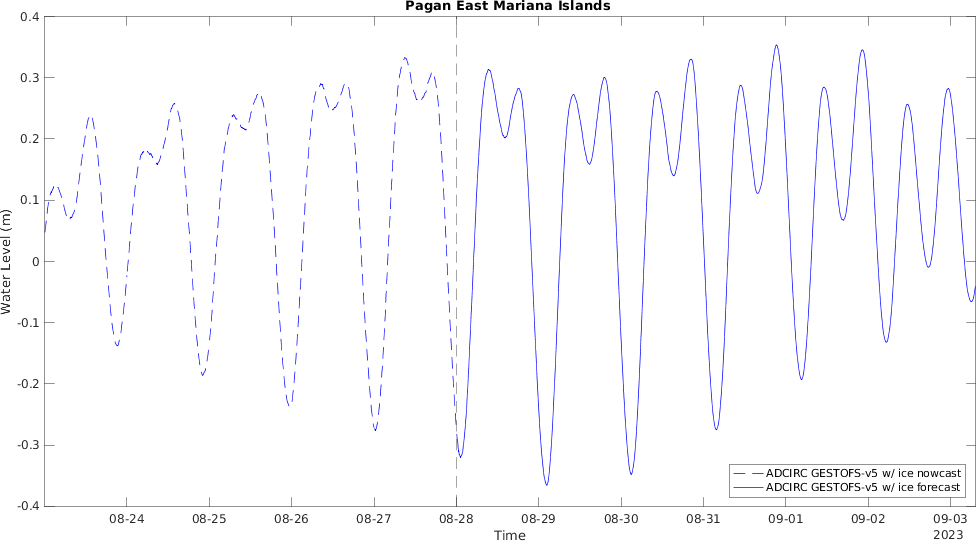 Pagan East Mariana Islands
0.4
0.3
0.2
0.1
0
-0.1
-0.2
-0.3
-0.4
Water Level (m)
ADCIRC GESTOFS-v5 w/ ice nowcast
ADCIRC GESTOFS-v5 w/ ice forecast
08-24 08-25 08-26 08-27 08-28 08-29 08-30 08-31 09-01 09-02 09-03
2023
Time